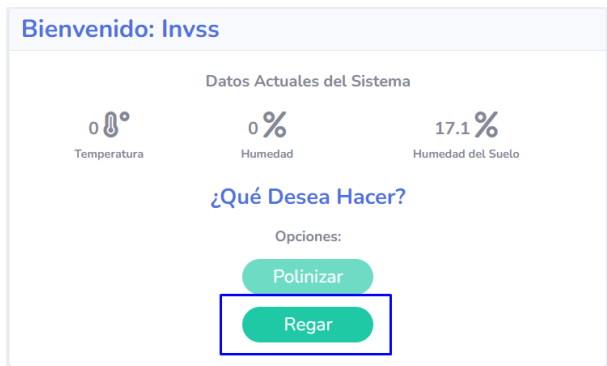 Bienvenido: Invss
Datos Actuales del Sistema
0 °
0 %
17.1 %
Temperatura
Humedad
Humedad del Suelo
¿Qué Desea Hacer?
Opciones:
Polinizar
Regar